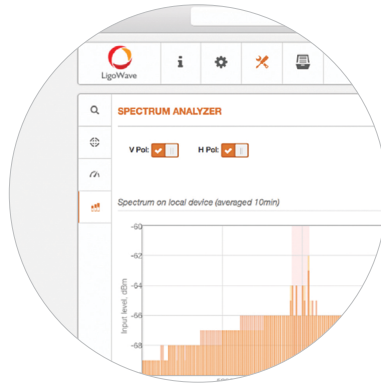 LigoWave
SPECTRUM ANALYZER
V Pol:
H Pol:
Spectrum on local device (averaged 10min)
-60
-62
-64
-66
-68
Input level, dBm